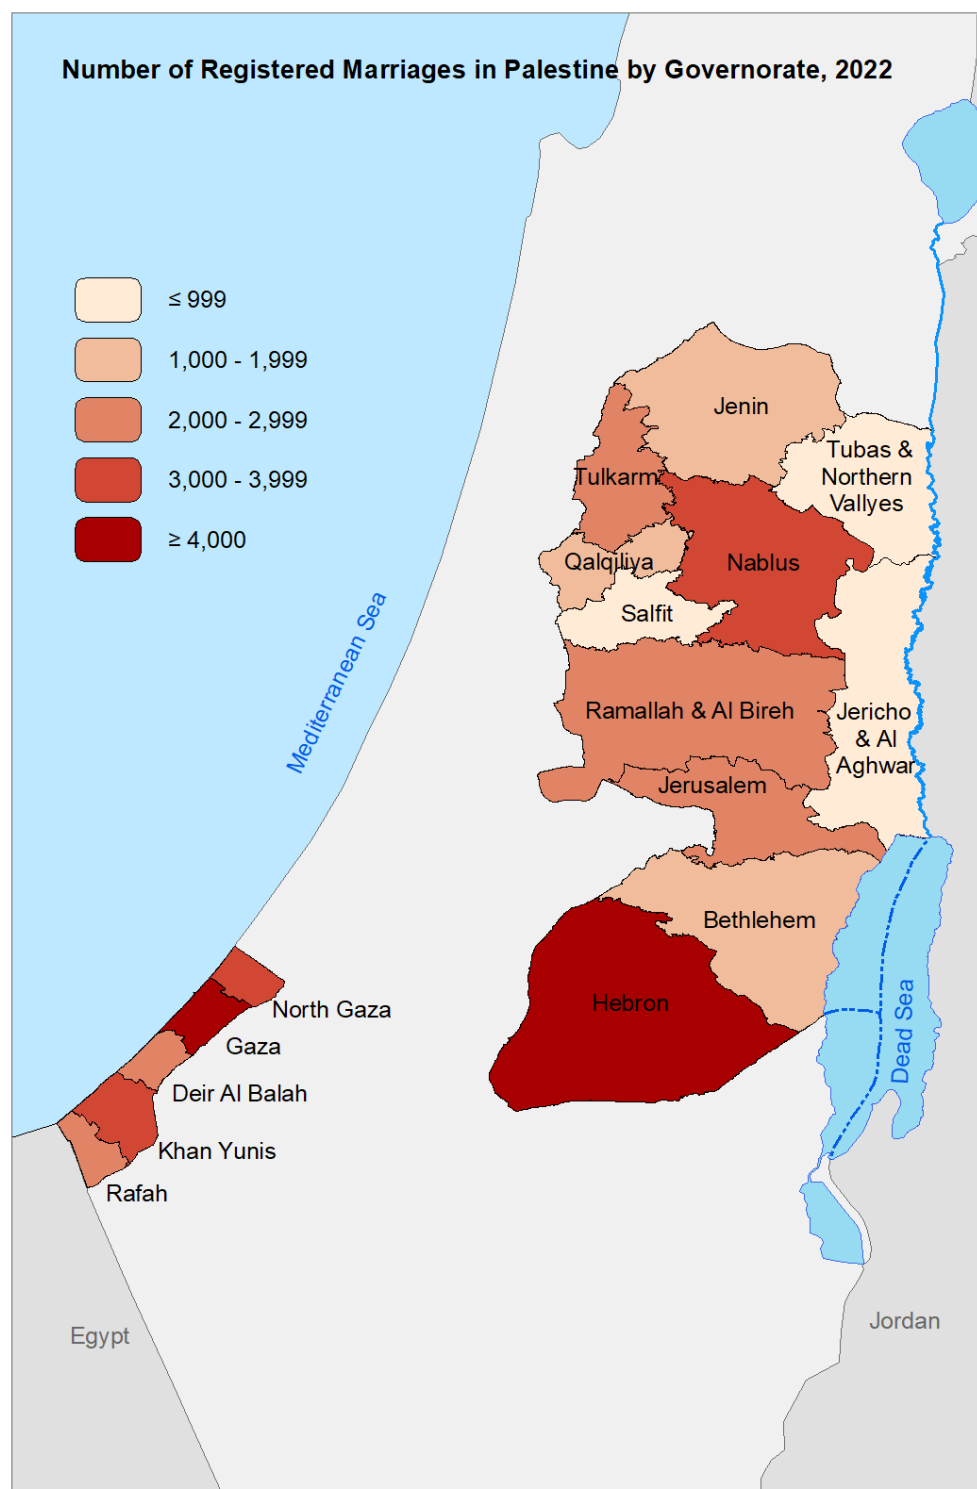 Number of Registered Marriages in Palestine by Governorate, 2022
≤ 999
1,000 - 1,999
2,000 - 2,999
3,000 - 3,999
≥ 4,000
Mediterranean Sea
Jenin
Tubas &
Northern
Vallyes
Tulkarm
Qalqiliya
Nablus
Salfit
Ramallah & Al Bireh
Jericho
& Al
Aghwar
Jerusalem
Bethlehem
Hebron
Dead Sea
North Gaza
Gaza
Deir Al Balah
Khan Yunis
Rafah
Egypt
Jordan